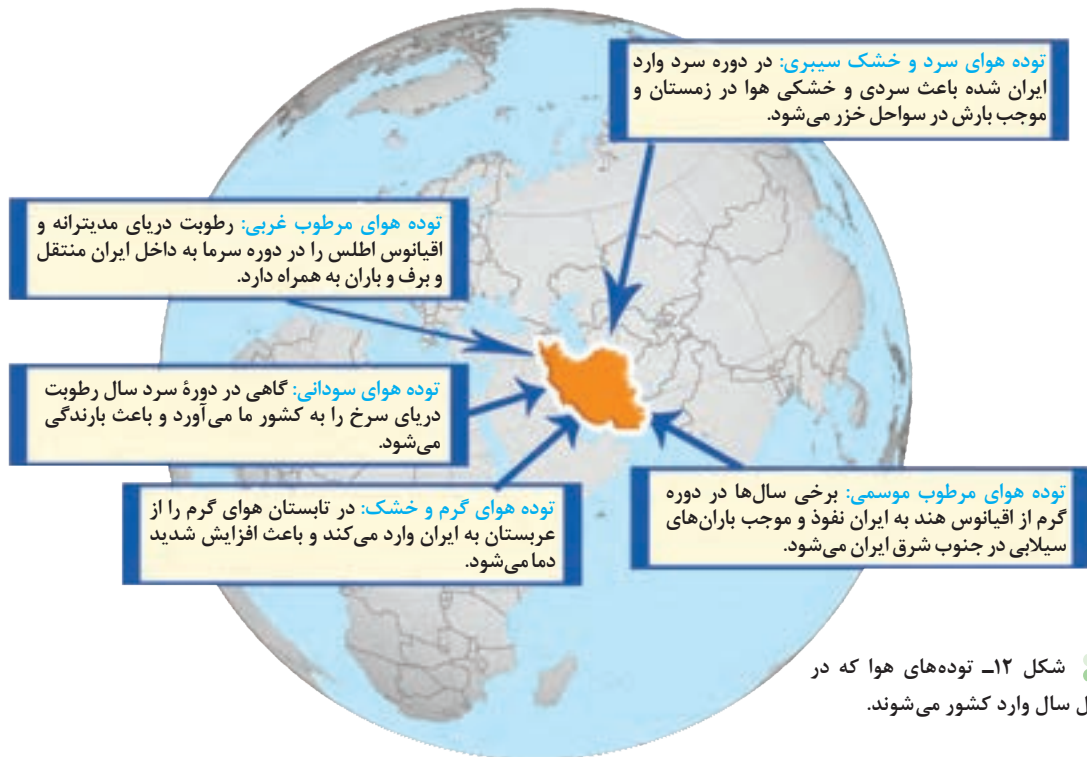 توده هوای سرد و خشک سیبری: در دوره سرد وارد
ایران شده باعث سردی و خشکی هوا در زمستان و
موجب بارش در سواحل خزر می‌شود.
توده هوای مرطوب غربی: رطوبت دریای مدیترانه و
اقیانوس اطلس را در دوره سرما به داخل ایران منتقل
و برف و باران به همراه دارد.
توده هوای سودانی: گاهی در دورهٔ سرد سال رطوبت
دریای سرخ را به کشور ما می‌آورد و باعث بارندگی
می‌شود.
توده هوای گرم و خشک: در تابستان هوای گرم را از
عربستان به ایران وارد می‌کند و باعث افزایش شدید
دما می‌شود.
توده هوای مرطوب موسمی: برخی سال‌ها در دوره
گرم از اقیانوس هند به ایران نفوذ و موجب باران‌های
سیلابی در جنوب شرق ایران می‌شود.
شکل ۱۲ـ توده‌های هوا که در
سال وارد کشور می‌شوند.